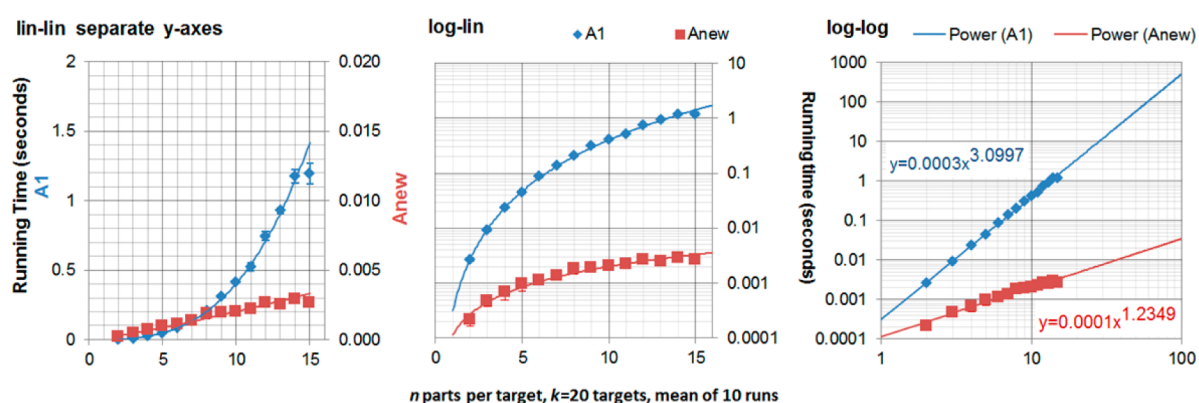 lin-lin separate y-axes
Running Time (seconds)
A1
2
1.5
1
0.5
0
0.020
0.015
0.010
0.005
0.000
0 5 10 15
Anew
log-lin
A1 Anew
10
1
0.1
0.01
0.001
0.0001
0 5 10 15
log-log
Power (A1) Power (Anew)
Running time (seconds)
1000
100
10
1
0.1
0.01
0.001
0.0001
y=0.0003x^3.0997
y=0.0001x^1.2349
1 10 100
n parts per target, k=20 targets, mean of 10 runs